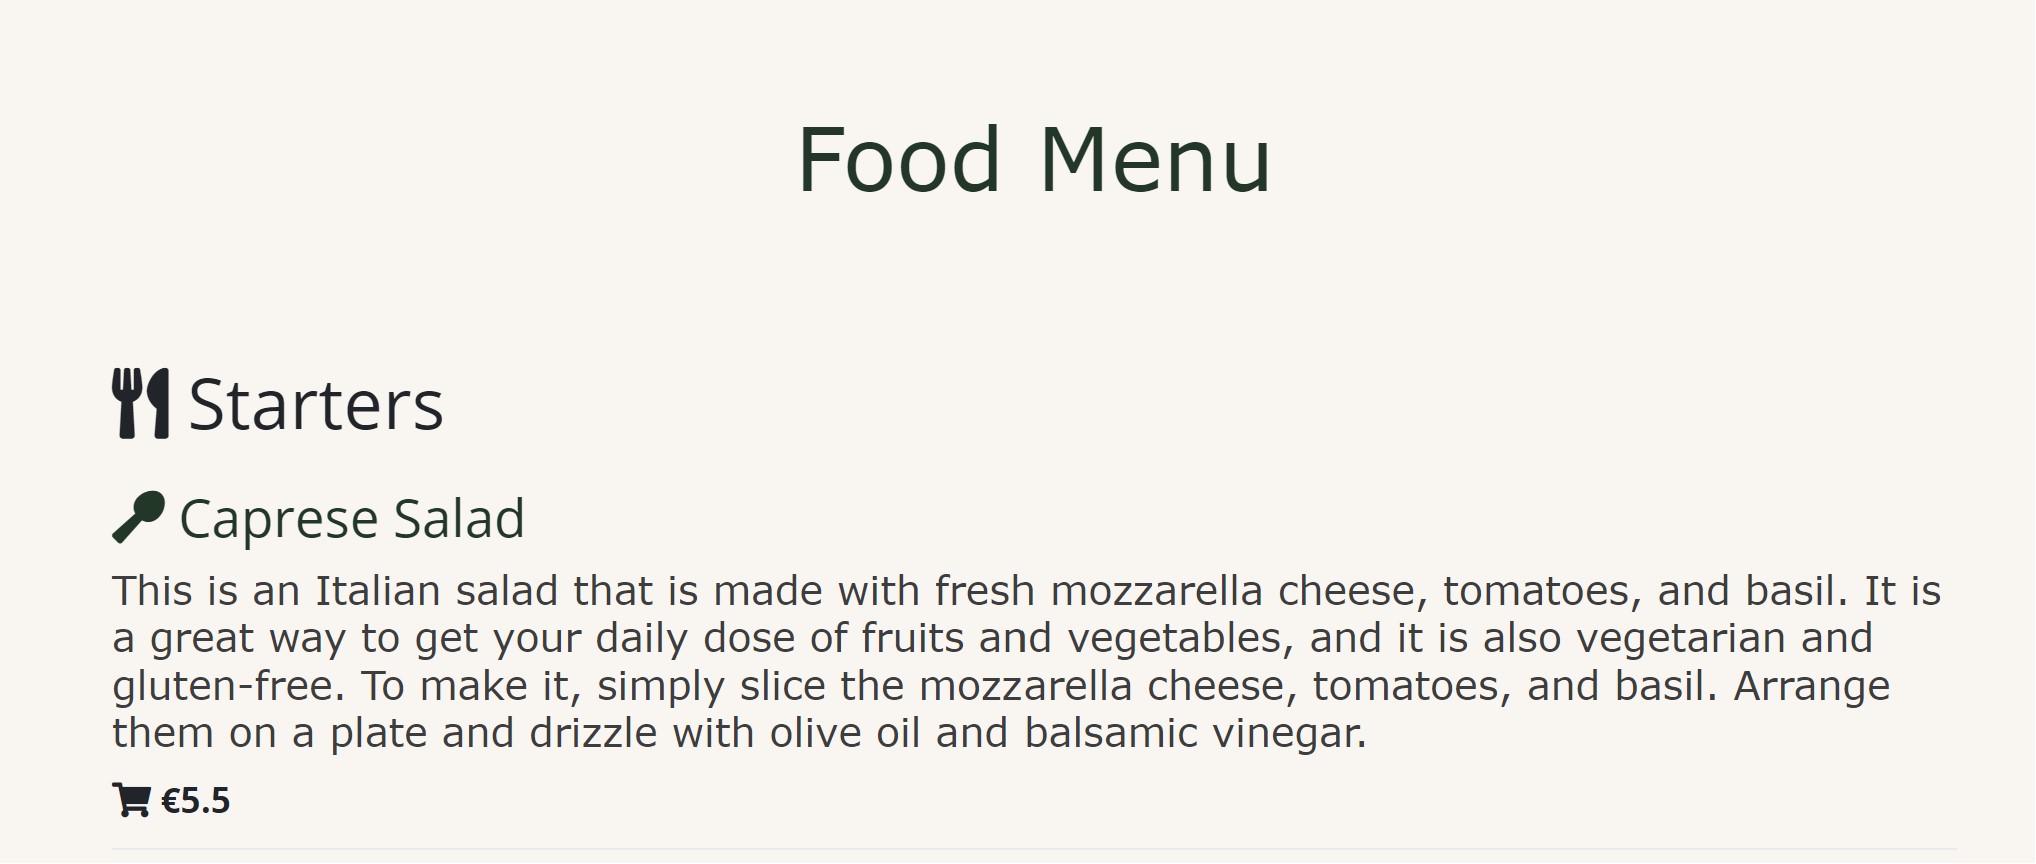 Food Menu
Starters
Caprese Salad
This is an Italian salad that is made with fresh mozzarella cheese, tomatoes, and basil. It is
a great way to get your daily dose of fruits and vegetables, and it is also vegetarian and
gluten-free. To make it, simply slice the mozzarella cheese, tomatoes, and basil. Arrange
them on a plate and drizzle with olive oil and balsamic vinegar.
€5.5